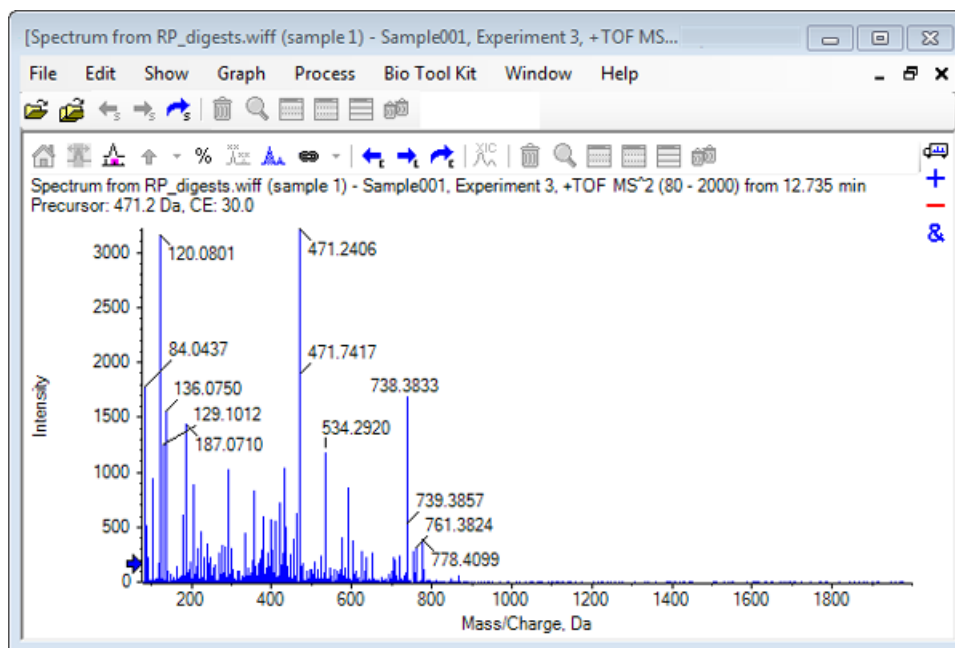 [Spectrum from RP_digests.wiff (sample 1) - Sample001, Experiment 3, +TOF MS...
File Edit Show Graph Process Bio Tool Kit Window Help
% XIC
Spectrum from RP_digests.wiff (sample 1) - Sample001, Experiment 3, +TOF MS^2 (80 - 2000) from 12.735 min
Precursor: 471.2 Da, CE: 30.0
&
3000
2500
2000
1500
1000
500
0
Intensity
120.0801
471.2406
84.0437
471.7417
136.0750
738.3833
129.1012
187.0710
534.2920
739.3857
761.3824
778.4099
200 400 600 800 1000 1200 1400 1600 1800
Mass/Charge, Da